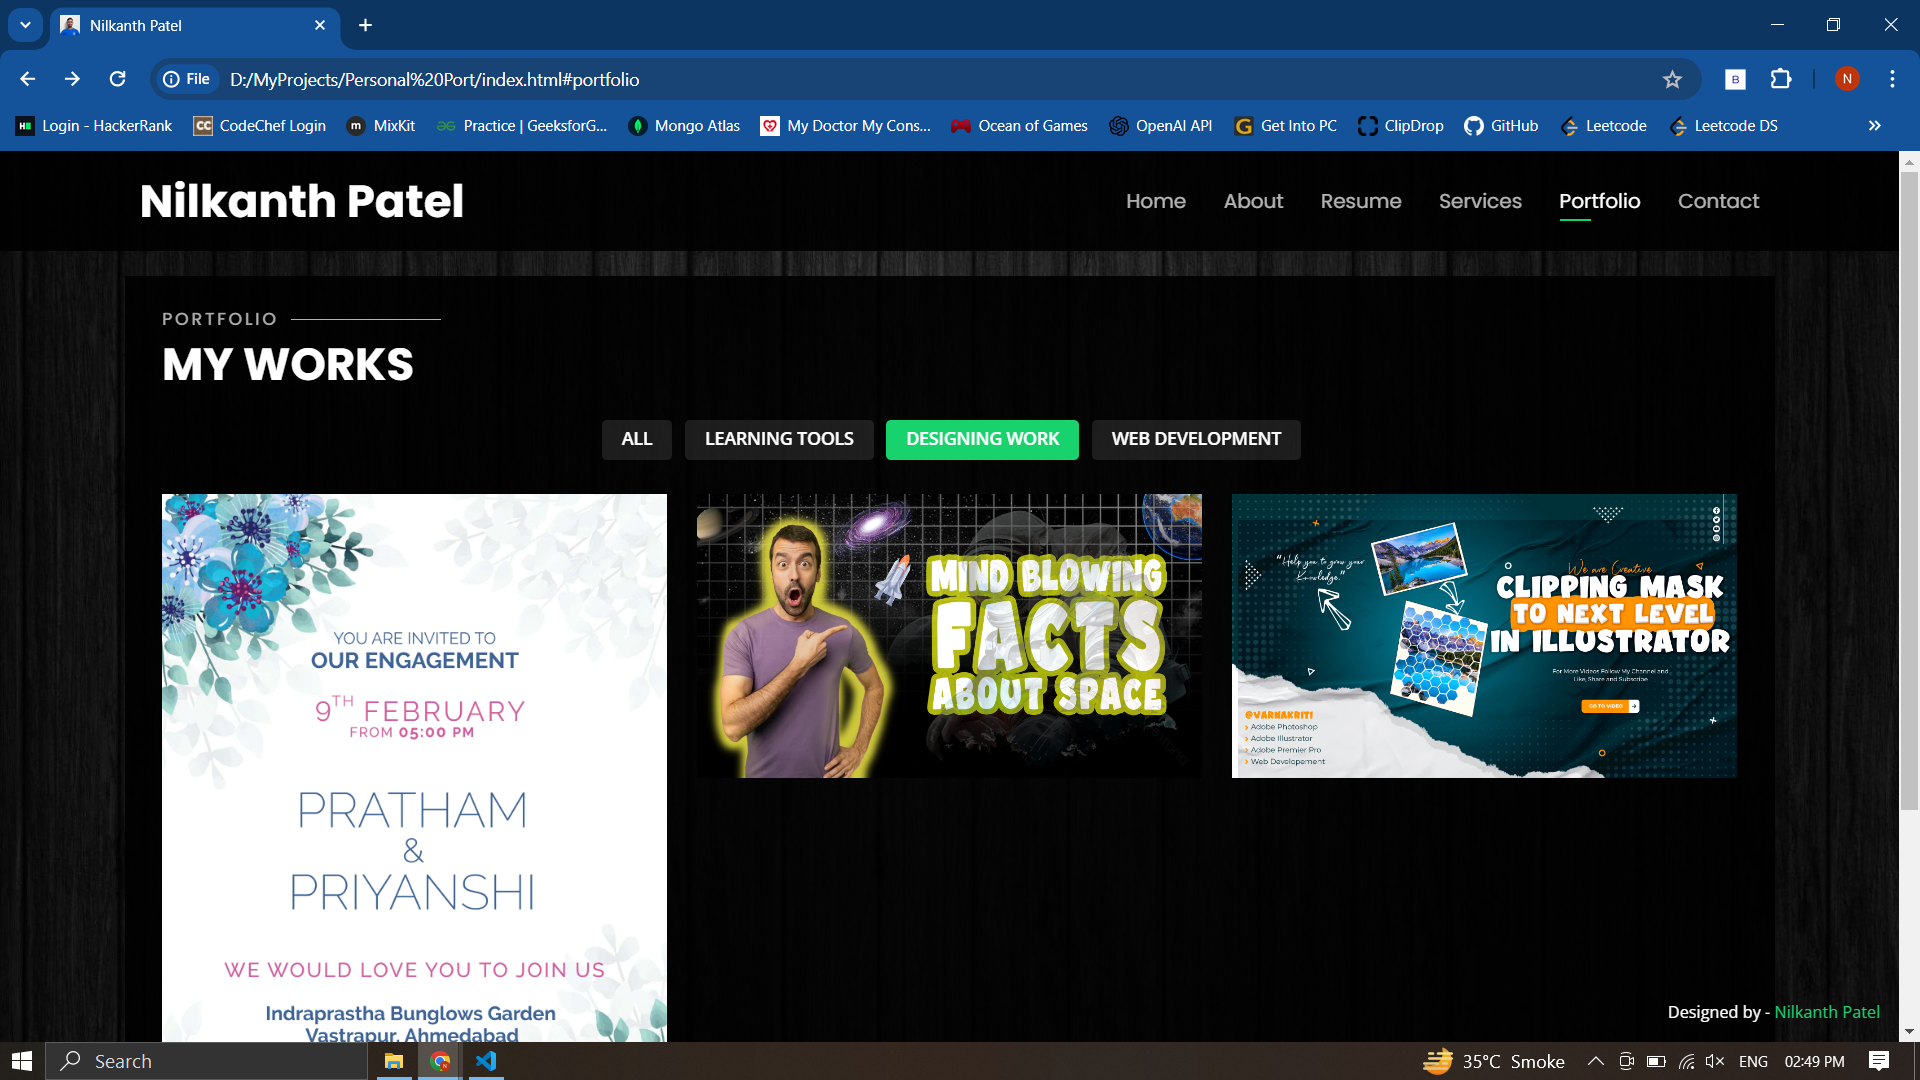 Nilkanth Patel
File D:/MyProjects/Personal%20Port/index.html#portfolio
B
N
Login - HackerRank CodeChef Login MixKit Practice | GeeksforG... Mongo Atlas My Doctor My Cons... Ocean of Games OpenAI API Get Into PC ClipDrop GitHub Leetcode Leetcode DS
Nilkanth Patel
Home About Resume Services Portfolio Contact
PORTFOLIO
MY WORKS
ALL LEARNING TOOLS DESIGNING WORK WEB DEVELOPMENT
YOU ARE INVITED TO
OUR ENGAGEMENT
9TH FEBRUARY
FROM 05:00 PM
PRATHAM
&
PRIYANSHI
WE WOULD LOVE YOU TO JOIN US
Indraprastha Bunglows Garden
Vastrapur, Ahmedabad
MIND BLOWING
FACTS
ABOUT SPACE
"Help you to grow your
Knowledge."
We are Creative
CLIPPING MASK
TO NEXT LEVEL
IN ILLUSTRATOR
For More Videos Follow My Channel and
Like, Share and Subscribe
GO TO VIDEO
@VARNAKRITI
Adobe Photoshop
Adobe Illustrator
Adobe Premier Pro
Web Developement
Designed by - Nilkanth Patel
Search
35°C Smoke
ENG
02:49 PM